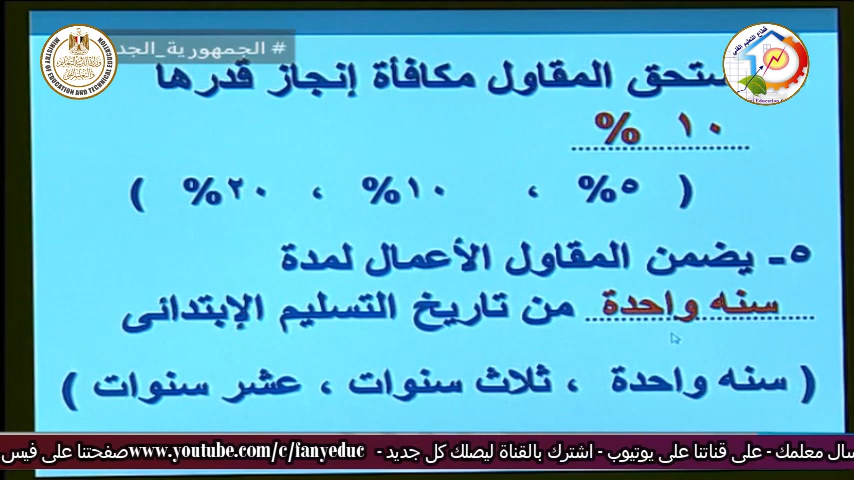 # الجمهورية_الجد
ستحق المقاول مكافأة إنجاز قدرها
١٠ %
( ٥% ، ١٠% ، ٢٠% )
٥- يضمن المقاول الأعمال لمدة
سنه واحدة من تاريخ التسليم الإبتدائى
( سنه واحدة ، ثلاث سنوات ، عشر سنوات )
سال معلمك - على قناتنا على يوتيوب - اشترك بالقناة ليصلك كل جديد - www.youtube.com/c/fanyeduc صفحتنا على فيس